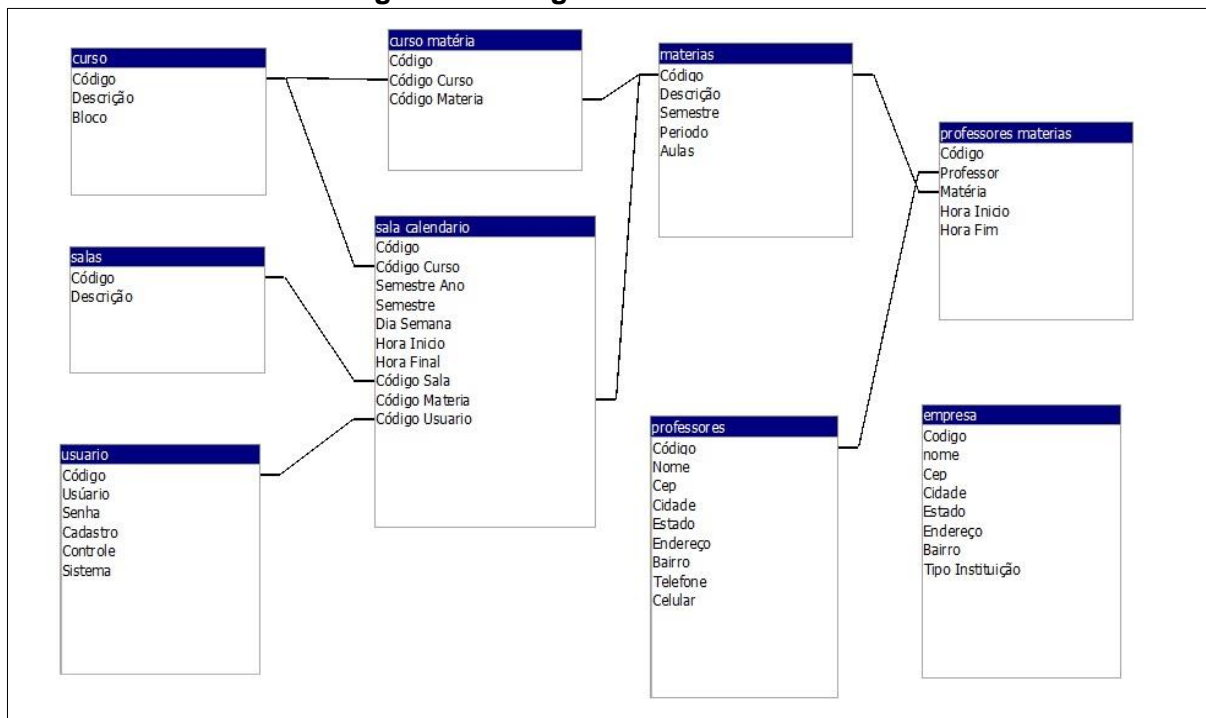 curso
Código
Descrição
Bloco
curso matéria
Código
Código Curso
Código Materia
materias
Código
Descrição
Semestre
Periodo
Aulas
professores materias
Código
Professor
Matéria
Hora Inicio
Hora Fim
salas
Código
Descrição
sala calendario
Código
Código Curso
Semestre Ano
Semestre
Dia Semana
Hora Inicio
Hora Final
Código Sala
Código Materia
Código Usuario
usuario
Código
Usúario
Senha
Cadastro
Controle
Sistema
professores
Código
Nome
Cep
Cidade
Estado
Endereço
Bairro
Telefone
Celular
empresa
Codigo
nome
Cep
Cidade
Estado
Endereço
Bairro
Tipo Instituição